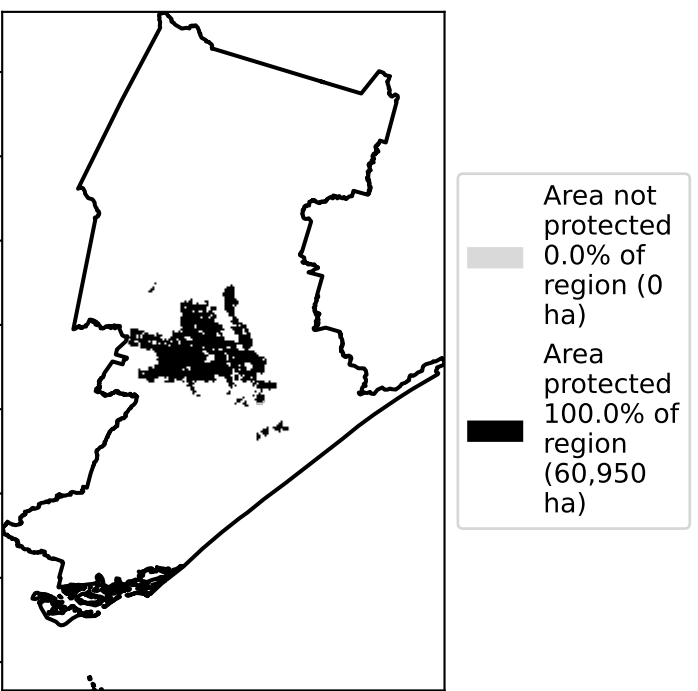 Area not
protected
0.0% of
region (0
ha)
Area
protected
100.0% of
region
(60,950
ha)